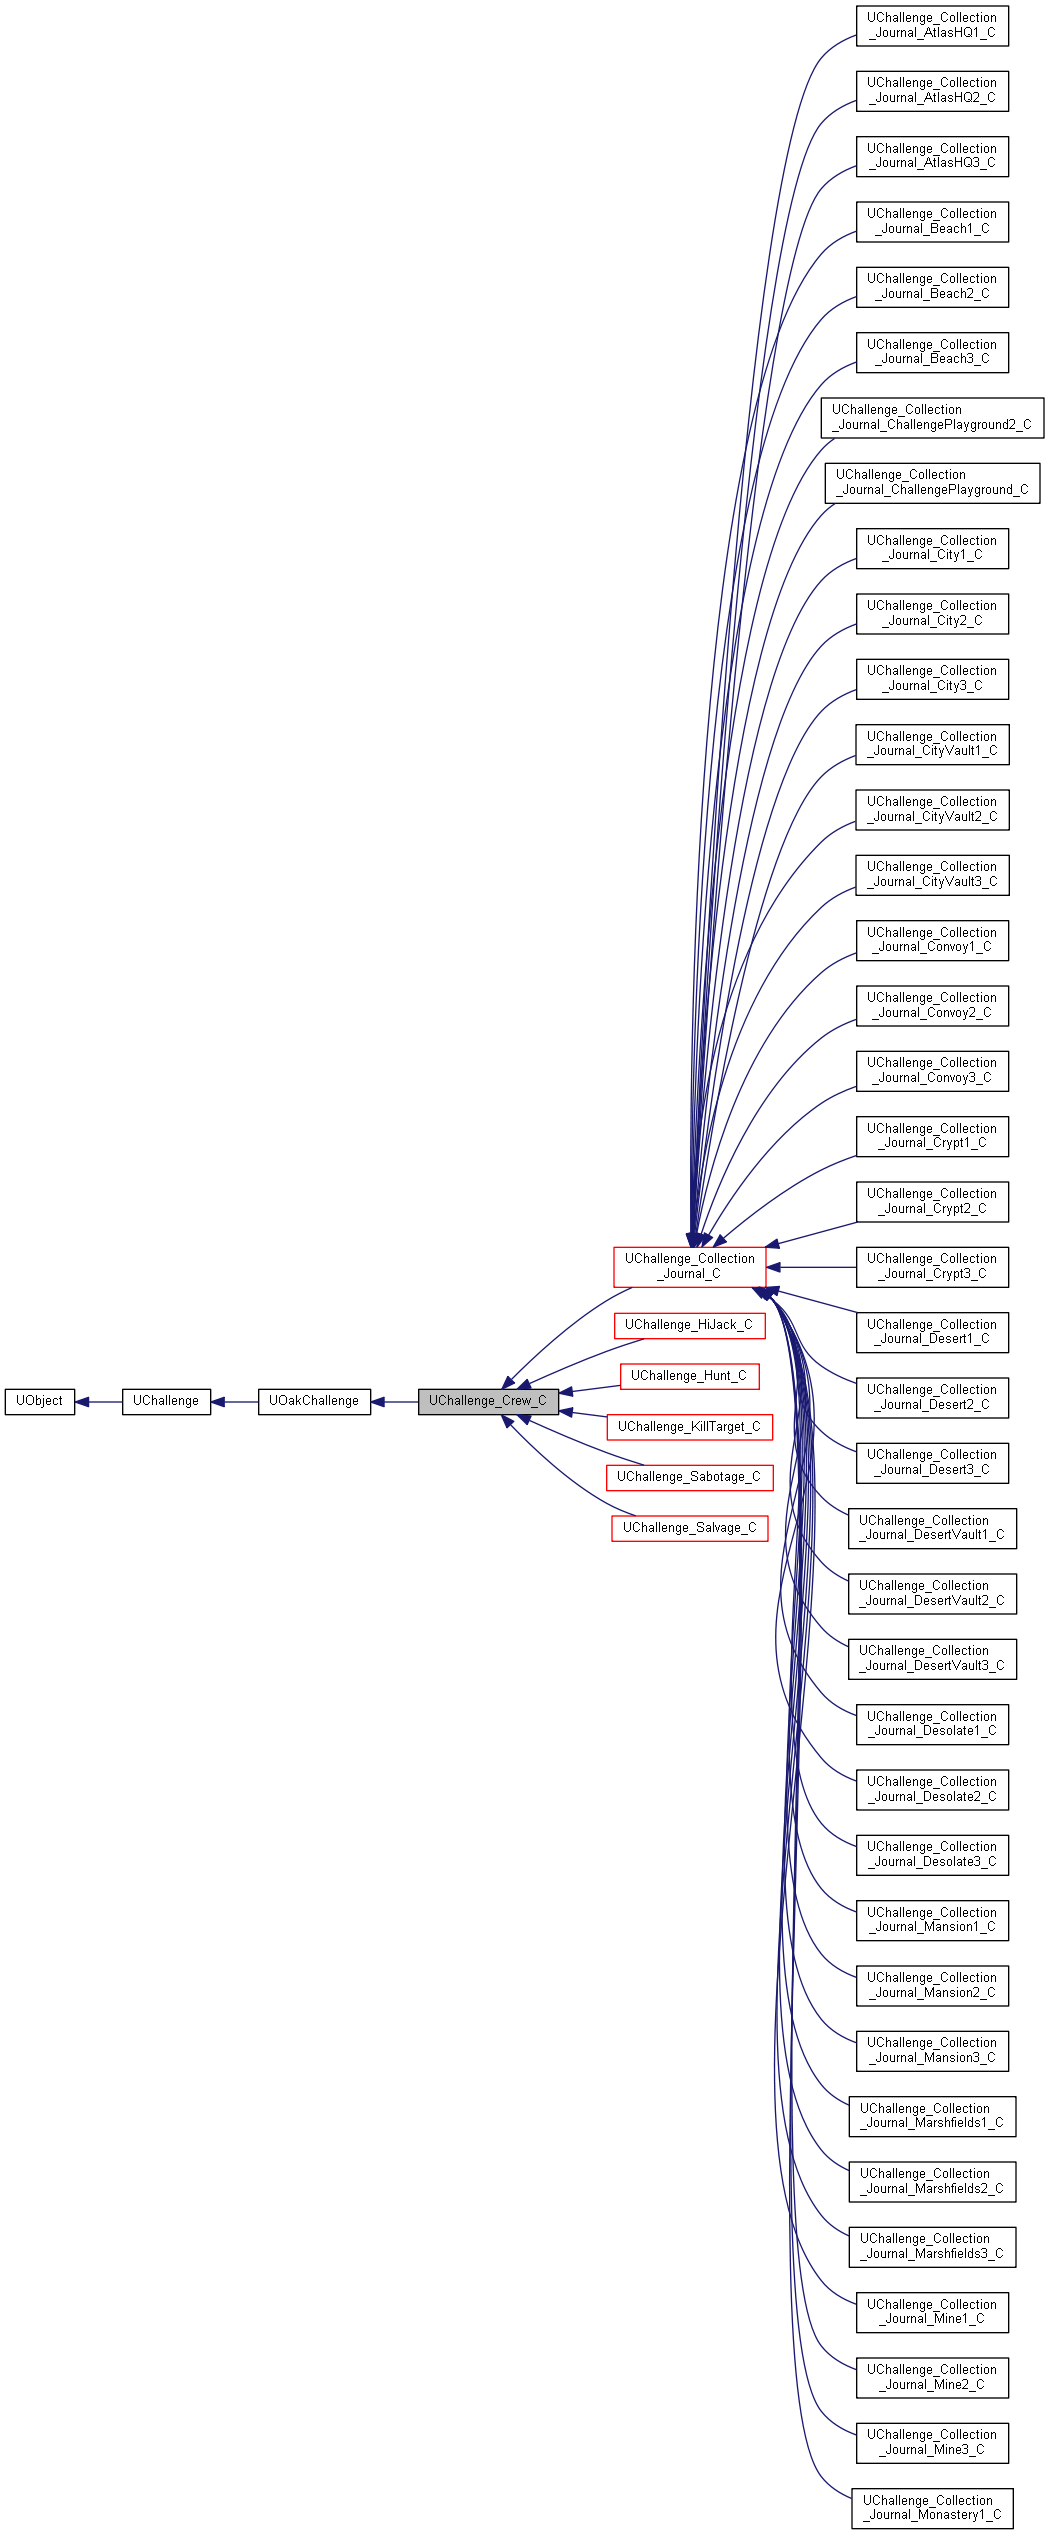 UChallenge_Collection
_Journal_AtlasHQ1_C
UChallenge_Collection
_Journal_AtlasHQ2_C
UChallenge_Collection
_Journal_AtlasHQ3_C
UChallenge_Collection
_Journal_Beach1_C
UChallenge_Collection
_Journal_Beach2_C
UChallenge_Collection
_Journal_Beach3_C
UChallenge_Collection
_Journal_ChallengePlayground2_C
UChallenge_Collection
_Journal_ChallengePlayground_C
UChallenge_Collection
_Journal_City1_C
UChallenge_Collection
_Journal_City2_C
UChallenge_Collection
_Journal_City3_C
UChallenge_Collection
_Journal_CityVault1_C
UChallenge_Collection
_Journal_CityVault2_C
UChallenge_Collection
_Journal_CityVault3_C
UChallenge_Collection
_Journal_Convoy1_C
UChallenge_Collection
_Journal_Convoy2_C
UChallenge_Collection
_Journal_Convoy3_C
UChallenge_Collection
_Journal_Crypt1_C
UChallenge_Collection
_Journal_Crypt2_C
UChallenge_Collection
_Journal_C
UChallenge_Collection
_Journal_Crypt3_C
UChallenge_HiJack_C
UChallenge_Collection
_Journal_Desert1_C
UChallenge_Hunt_C
UObject
UChallenge
UOakChallenge
UChallenge_Crew_C
UChallenge_Collection
_Journal_Desert2_C
UChallenge_KillTarget_C
UChallenge_Collection
_Journal_Desert3_C
UChallenge_Sabotage_C
UChallenge_Salvage_C
UChallenge_Collection
_Journal_DesertVault1_C
UChallenge_Collection
_Journal_DesertVault2_C
UChallenge_Collection
_Journal_DesertVault3_C
UChallenge_Collection
_Journal_Desolate1_C
UChallenge_Collection
_Journal_Desolate2_C
UChallenge_Collection
_Journal_Desolate3_C
UChallenge_Collection
_Journal_Mansion1_C
UChallenge_Collection
_Journal_Mansion2_C
UChallenge_Collection
_Journal_Mansion3_C
UChallenge_Collection
_Journal_Marshfields1_C
UChallenge_Collection
_Journal_Marshfields2_C
UChallenge_Collection
_Journal_Marshfields3_C
UChallenge_Collection
_Journal_Mine1_C
UChallenge_Collection
_Journal_Mine2_C
UChallenge_Collection
_Journal_Mine3_C
UChallenge_Collection
_Journal_Monastery1_C